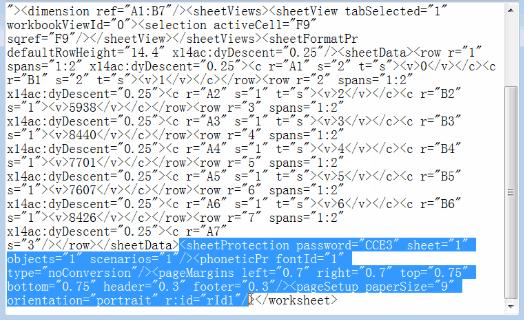 "><dimension ref="A1:B7"/><sheetViews><sheetView tabSelected="1"
workbookViewId="0"><selection activeCell="F9"
sqref="F9"/></sheetView></sheetViews><sheetFormatPr
defaultRowHeight="14.4" x14ac:dyDescent="0.25"/><sheetData><row r="1"
spans="1:2" x14ac:dyDescent="0.25"><c r="A1" s="2" t="s"><v>0</v></c><c
r="B1" s="2" t="s"><v>1</v></c></row><row r="2" spans="1:2"
x14ac:dyDescent="0.25"><c r="A2" s="1" t="s"><v>2</v></c><c r="B2"
s="1"><v>5938</v></c></row><row r="3" spans="1:2"
x14ac:dyDescent="0.25"><c r="A3" s="1" t="s"><v>3</v></c><c r="B3"
s="1"><v>8440</v></c></row><row r="4" spans="1:2"
x14ac:dyDescent="0.25"><c r="A4" s="1" t="s"><v>4</v></c><c r="B4"
s="1"><v>7701</v></c></row><row r="5" spans="1:2"
x14ac:dyDescent="0.25"><c r="A5" s="1" t="s"><v>5</v></c><c r="B5"
s="1"><v>7607</v></c></row><row r="6" spans="1:2"
x14ac:dyDescent="0.25"><c r="A6" s="1" t="s"><v>6</v></c><c r="B6"
s="1"><v>8426</v></c></row><row r="7" spans="1:2"
x14ac:dyDescent="0.25"><c r="A7"
s="3"/></row></sheetData><sheetProtection password="CCE3" sheet="1"
objects="1" scenarios="1"/><phoneticPr fontId="1"
type="noConversion"/><pageMargins left="0.7" right="0.7" top="0.75"
bottom="0.75" header="0.3" footer="0.3"/><pageSetup paperSize="9"
orientation="portrait" r:id="rId1"/></worksheet>